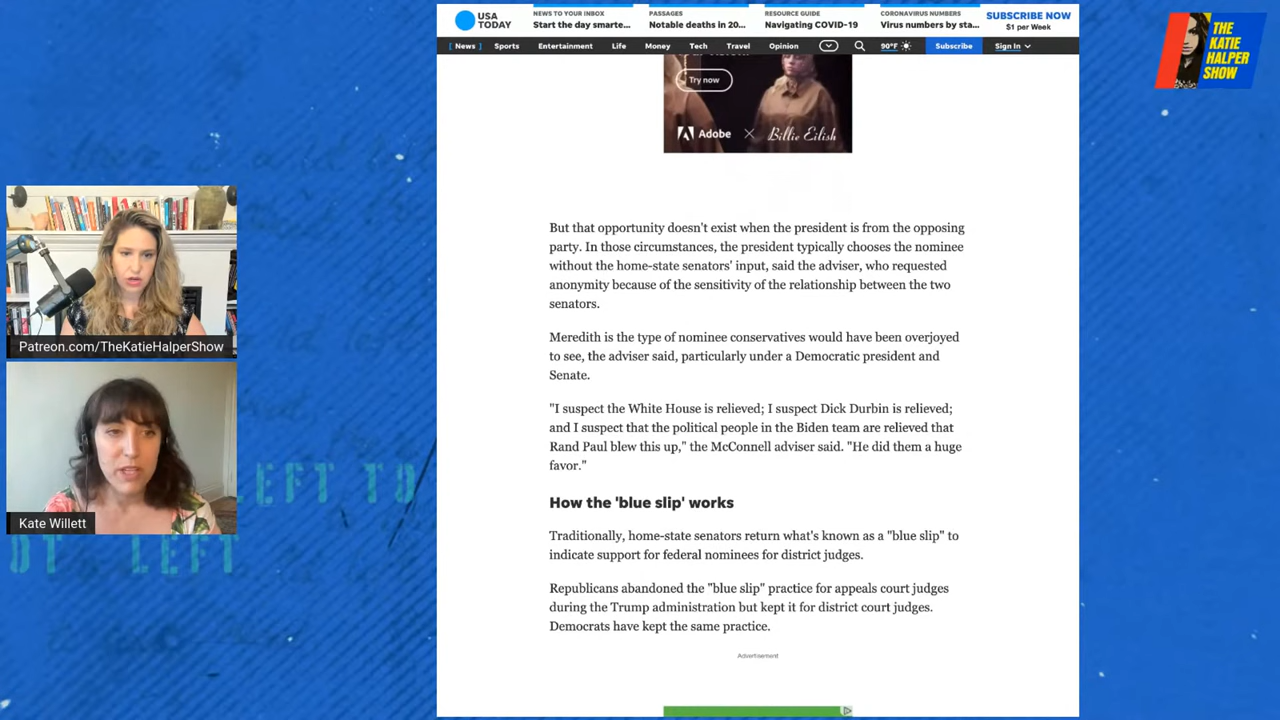 USA
TODAY
NEWS TO YOUR INBOX
Start the day smarte...
PASSAGES
Notable deaths in 20...
RESOURCE GUIDE
Navigating COVID-19
CORONAVIRUS NUMBERS
Virus numbers by sta...
SUBSCRIBE NOW
$1 per Week
[ News ] Sports Entertainment Life Money Tech Travel Opinion 90°F Subscribe Sign In
THE
KATIE
HALPER
SHOW
Try now
Adobe × Billie Eilish
But that opportunity doesn't exist when the president is from the opposing
party. In those circumstances, the president typically chooses the nominee
without the home-state senators' input, said the adviser, who requested
anonymity because of the sensitivity of the relationship between the two
senators.
Meredith is the type of nominee conservatives would have been overjoyed
to see, the adviser said, particularly under a Democratic president and
Senate.
"I suspect the White House is relieved; I suspect Dick Durbin is relieved;
and I suspect that the political people in the Biden team are relieved that
Rand Paul blew this up," the McConnell adviser said. "He did them a huge
favor."
How the 'blue slip' works
Traditionally, home-state senators return what's known as a "blue slip" to
indicate support for federal nominees for district judges.
Republicans abandoned the "blue slip" practice for appeals court judges
during the Trump administration but kept it for district court judges.
Democrats have kept the same practice.
Advertisement
Patreon.com/TheKatieHalperShow
Kate Willett
LEFT TO
LEFT